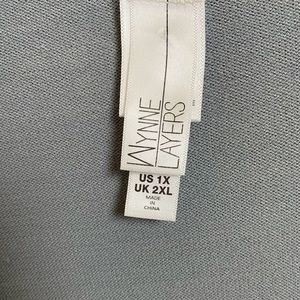 WYNNE
LAYERS
US 1X
UK 2XL
MADE
IN
CHINA